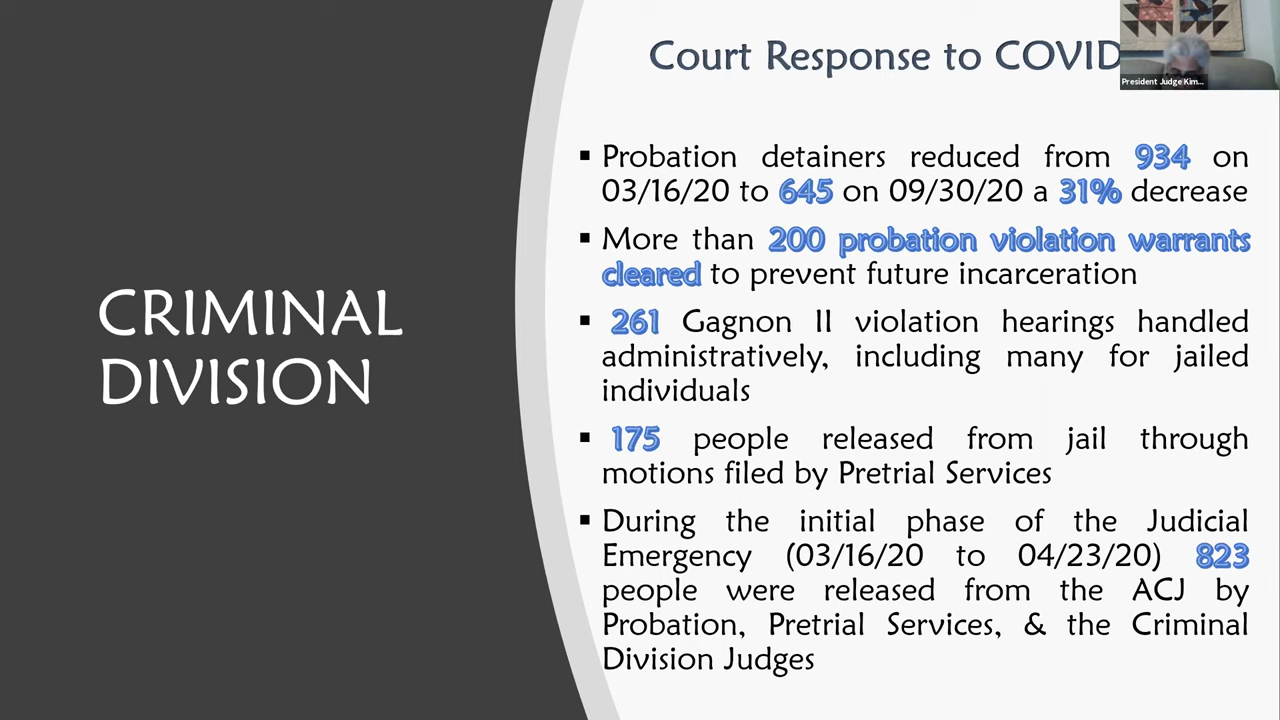 Court Response to COVID
President Judge Kim...
CRIMINAL
DIVISION
▪ Probation detainers reduced from 934 on
03/16/20 to 645 on 09/30/20 a 31% decrease
▪ More than 200 probation violation warrants
cleared to prevent future incarceration
▪ 261 Gagnon II violation hearings handled
administratively, including many for jailed
individuals
▪ 175 people released from jail through
motions filed by Pretrial Services
▪ During the initial phase of the Judicial
Emergency (03/16/20 to 04/23/20) 823
people were released from the ACJ by
Probation, Pretrial Services, & the Criminal
Division Judges